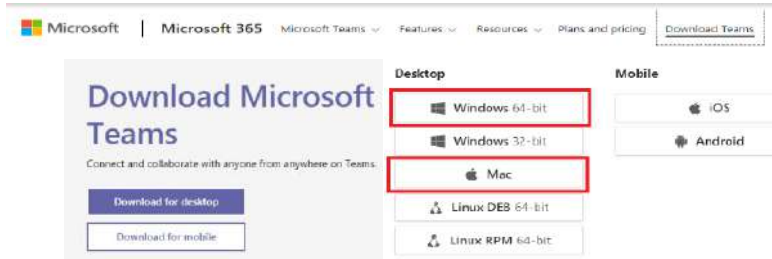 Microsoft | Microsoft 365 Microsoft Teams Features Resources Plans and pricing Download Teams
Download Microsoft Teams
Connect and collaborate with anyone from anywhere on Teams.
Download for desktop
Download for mobile
Desktop
Windows 64-bit
Windows 32-bit
Mac
Linux DEB 64-bit
Linux RPM 64-bit
Mobile
iOS
Android